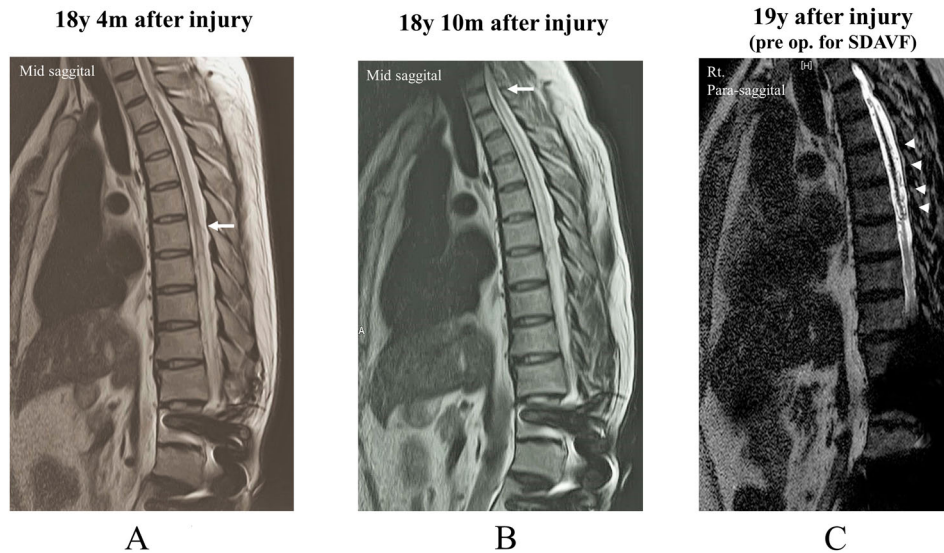 18y 4m after injury
18y 10m after injury
19y after injury
(pre op. for SDAVF)
Mid saggital
Mid saggital
Rt.
Para-saggital
[H]
A
A
B
C